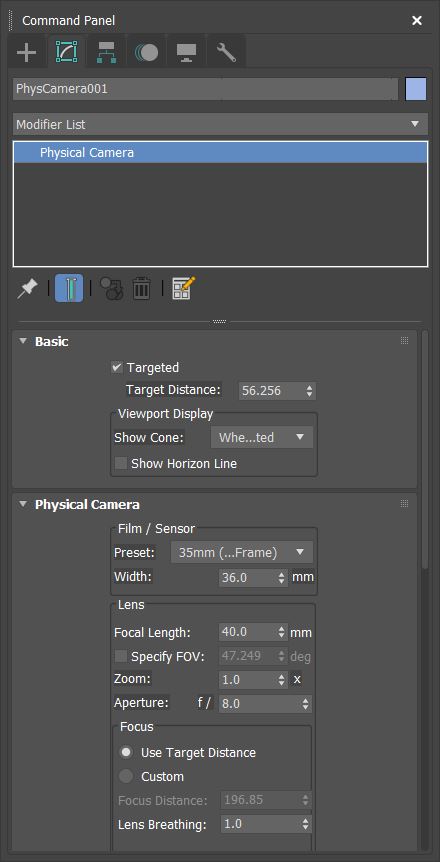 Command Panel
PhysCamera001
Modifier List
Physical Camera
Basic
Targeted
Target Distance: 56.256
Viewport Display
Show Cone: Whe...ted
Show Horizon Line
Physical Camera
Film / Sensor
Preset: 35mm (...Frame)
Width: 36.0 mm
Lens
Focal Length: 40.0 mm
Specify FOV: 47.249 deg
Zoom: 1.0 x
Aperture: f / 8.0
Focus
Use Target Distance
Custom
Focus Distance: 196.85
Lens Breathing: 1.0